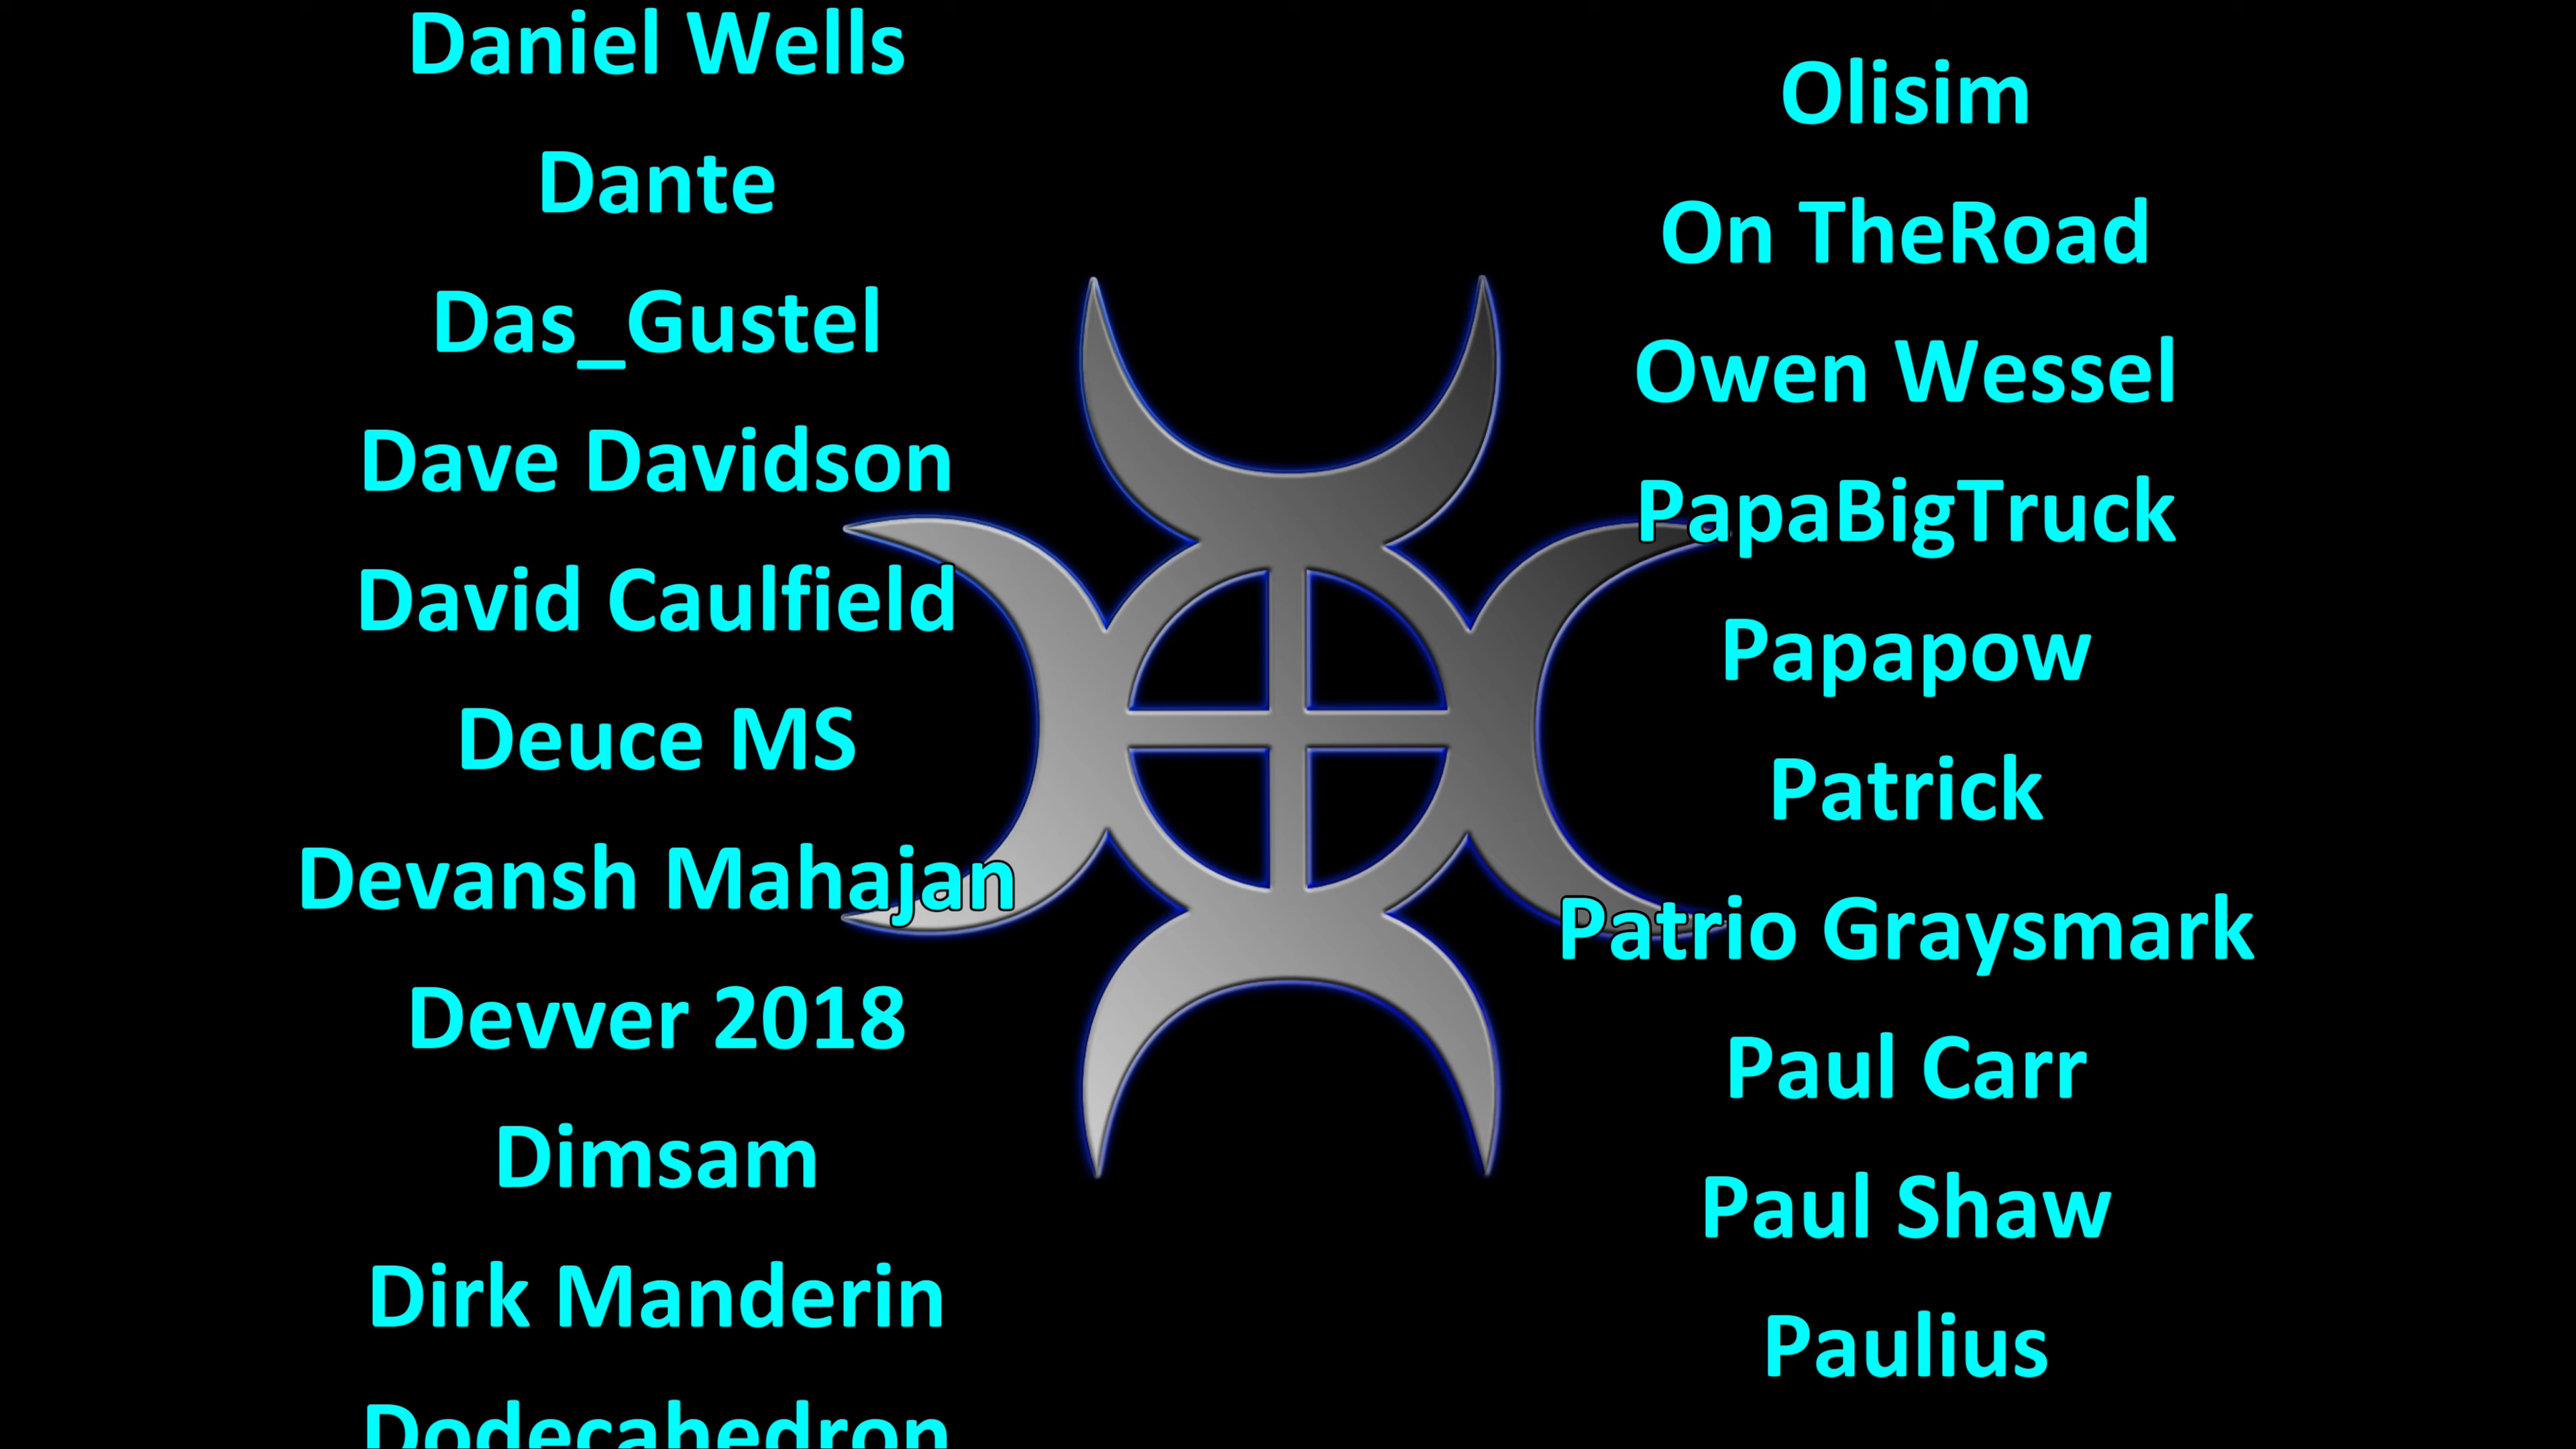 Daniel Wells
Dante
Das_Gustel
Dave Davidson
David Caulfield
Deuce MS
Devansh Mahajan
Devver 2018
Dimsam
Dirk Manderin
Dodecahedron
Olisim
On TheRoad
Owen Wessel
PapaBigTruck
Papapow
Patrick
Patrio Graysmark
Paul Carr
Paul Shaw
Paulius